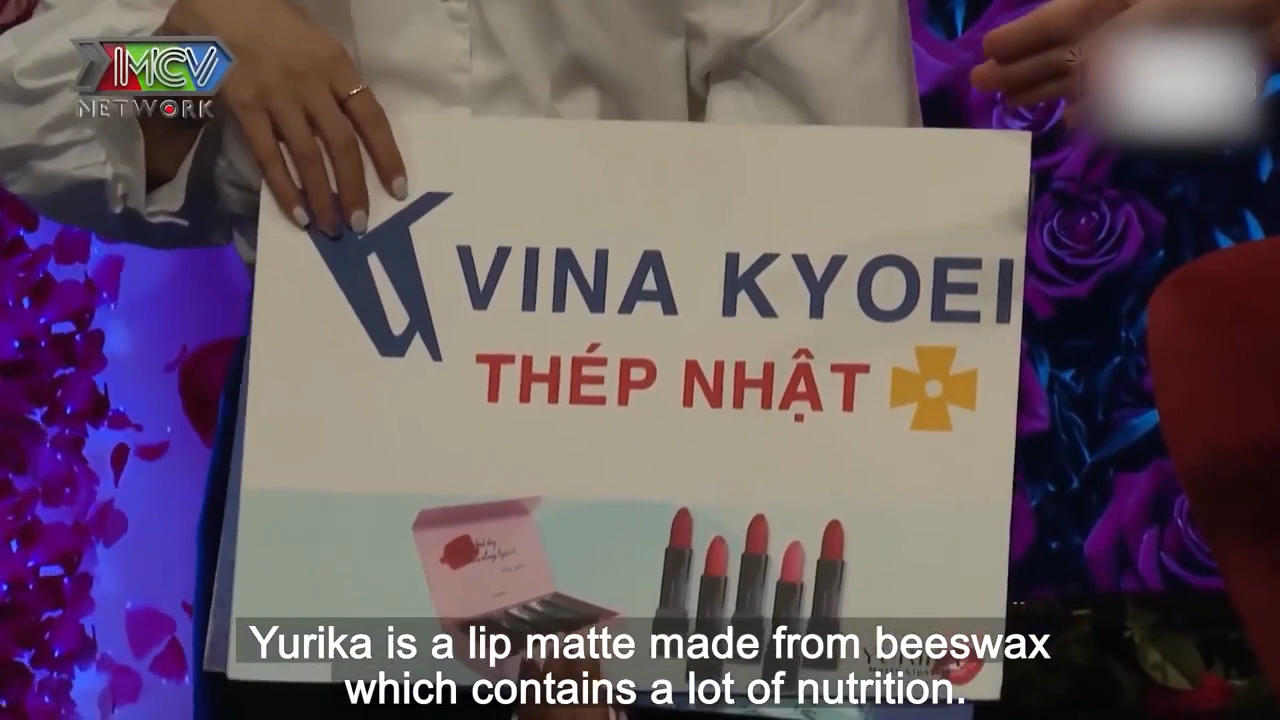 MCV
NETWORK
VINA KYOEI
THÉP NHẬT
Yurika is a lip matte made from beeswax
which contains a lot of nutrition.